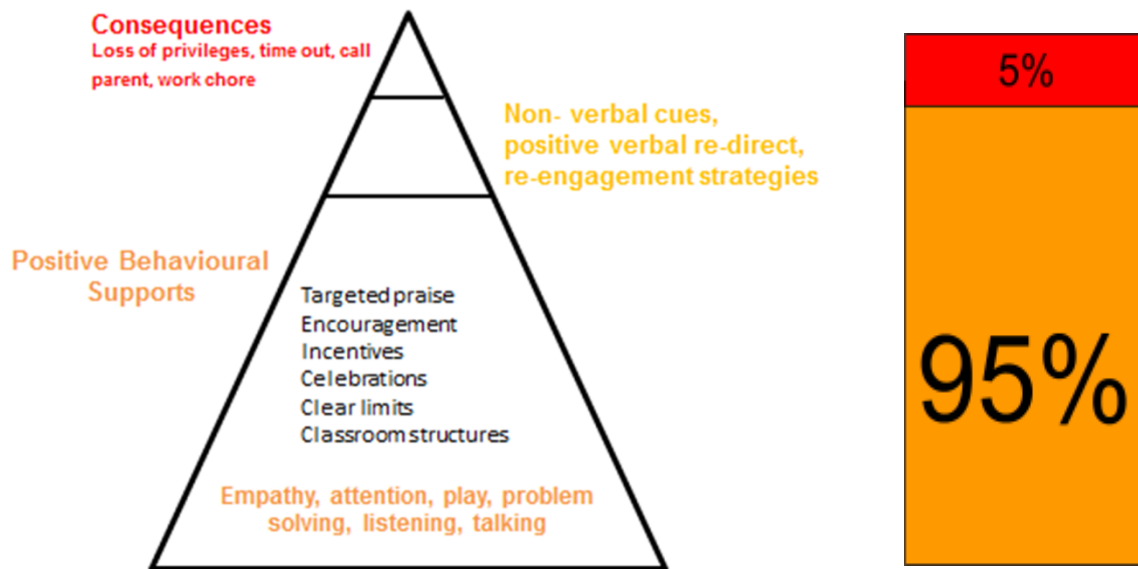 Consequences
Loss of privileges, time out, call
parent, work chore
5%
Non- verbal cues,
positive verbal re-direct,
re-engagement strategies
Positive Behavioural
Supports
Targeted praise
Encouragement
Incentives
Celebrations
Clear limits
Classroom structures
95%
Empathy, attention, play, problem
solving, listening, talking